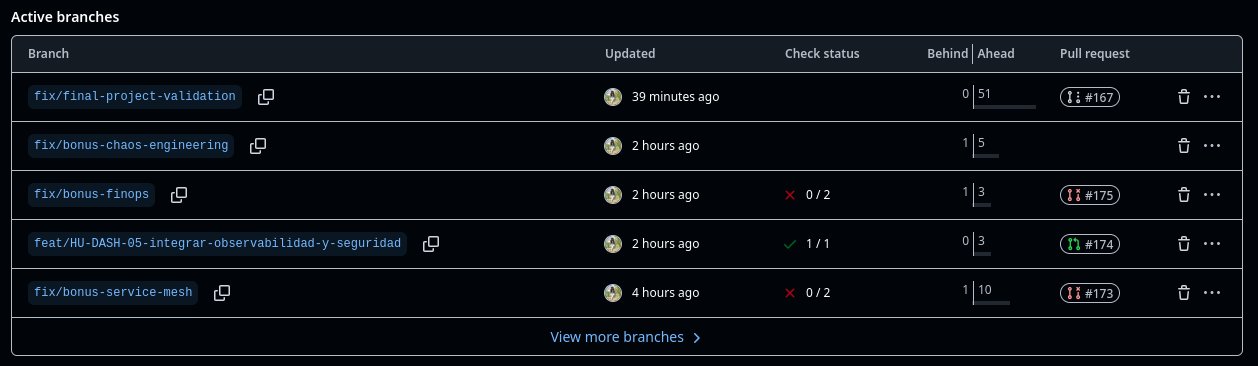 Active branches
Branch Updated Check status Behind Ahead Pull request
fix/final-project-validation 39 minutes ago 0 51 #167
fix/bonus-chaos-engineering 2 hours ago 1 5
fix/bonus-finops 2 hours ago 0 / 2 1 3 #175
feat/HU-DASH-05-integrar-observabilidad-y-seguridad 2 hours ago 1 / 1 0 3 #174
fix/bonus-service-mesh 4 hours ago 0 / 2 1 10 #173
View more branches